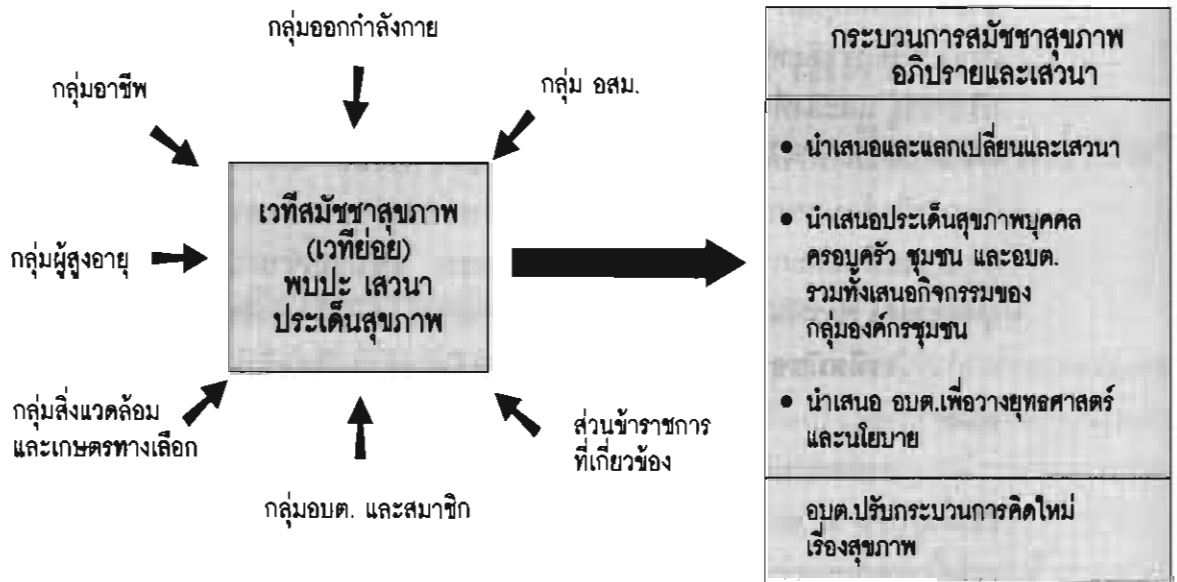 กลุ่มออกกำลังกาย
กลุ่มอาชีพ
กลุ่ม อสม.
เวทีสมัชชาสุขภาพ
(เวทีย่อย)
พบปะ เสวนา
ประเด็นสุขภาพ
กลุ่มผู้สูงอายุ
กลุ่มสิ่งแวดล้อม
และเกษตรทางเลือก
ส่วนข้าราชการ
ที่เกี่ยวข้อง
กลุ่มอบต. และสมาชิก
กระบวนการสมัชชาสุขภาพ
อภิปรายและเสวนา
• นำเสนอและแลกเปลี่ยนและเสวนา
• นำเสนอประเด็นสุขภาพบุคคล
ครอบครัว ชุมชน และอบต.
รวมทั้งเสนอกิจกรรมของ
กลุ่มองค์กรชุมชน
• นำเสนอ อบต.เพื่อวางยุทธศาสตร์
และนโยบาย
อบต.ปรับกระบวนการคิดใหม่
เรื่องสุขภาพ